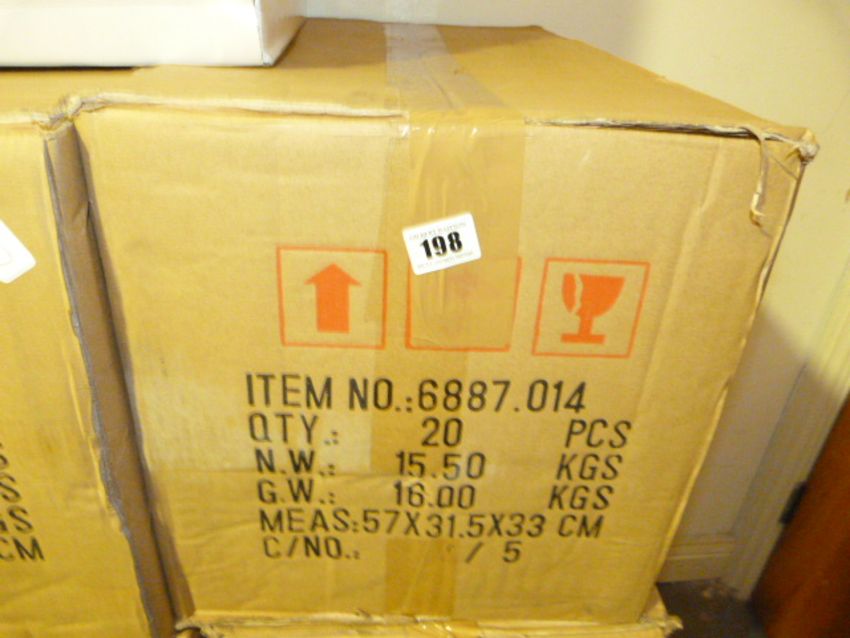 198
ITEM NO.:6887.014
QTY.: 20 PCS
N.W.: 15.50 KGS
G.W.: 16.00 KGS
MEAS:57X31.5X33 CM
C/NO.: / 5
S
CM